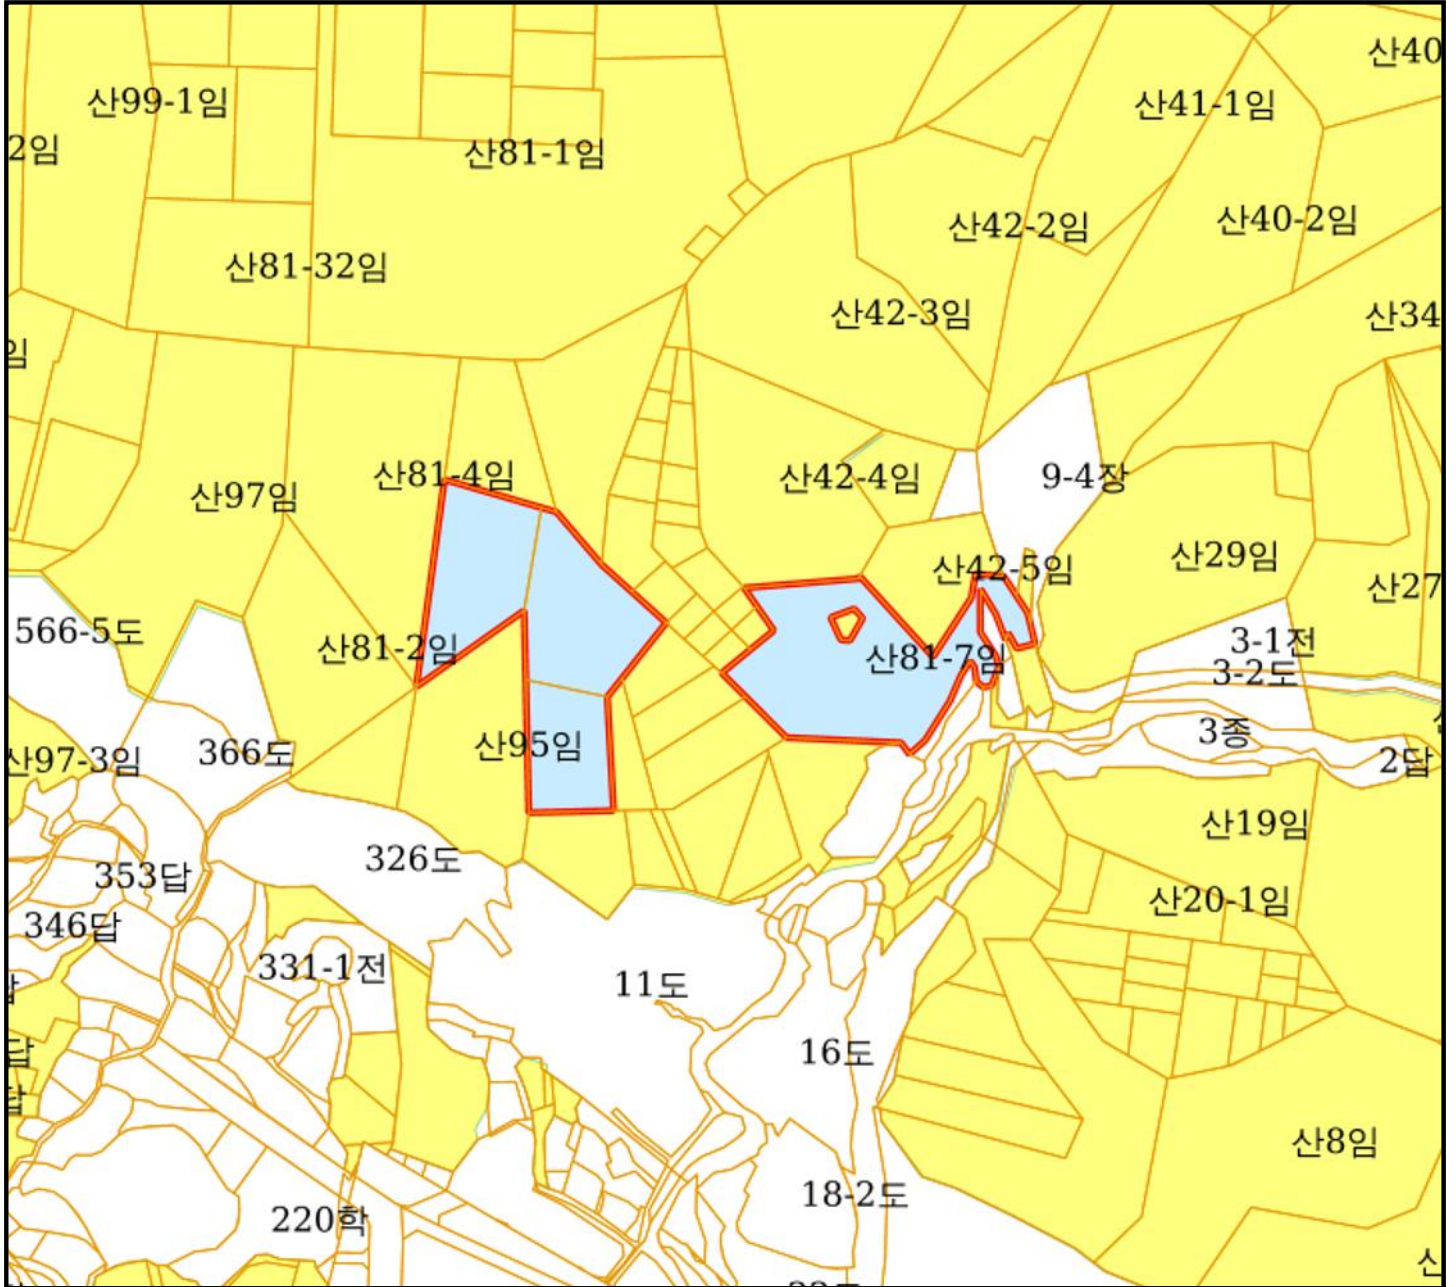 산40
산99-1임
산41-1임
2임
산81-1임
산42-2임
산40-2임
산81-32임
산42-3임
산34
임
산81-4임
산42-4임
9-4장
산97임
산29임
산42-5임
산27
566-5도
3-1전
산81-2임
산81-7임
3-2도
3종
산95임
366도
산97-3임
2답
산19임
326도
353답
산20-1임
346답
331-1전
11도
16도
답
산8임
18-2도
220학